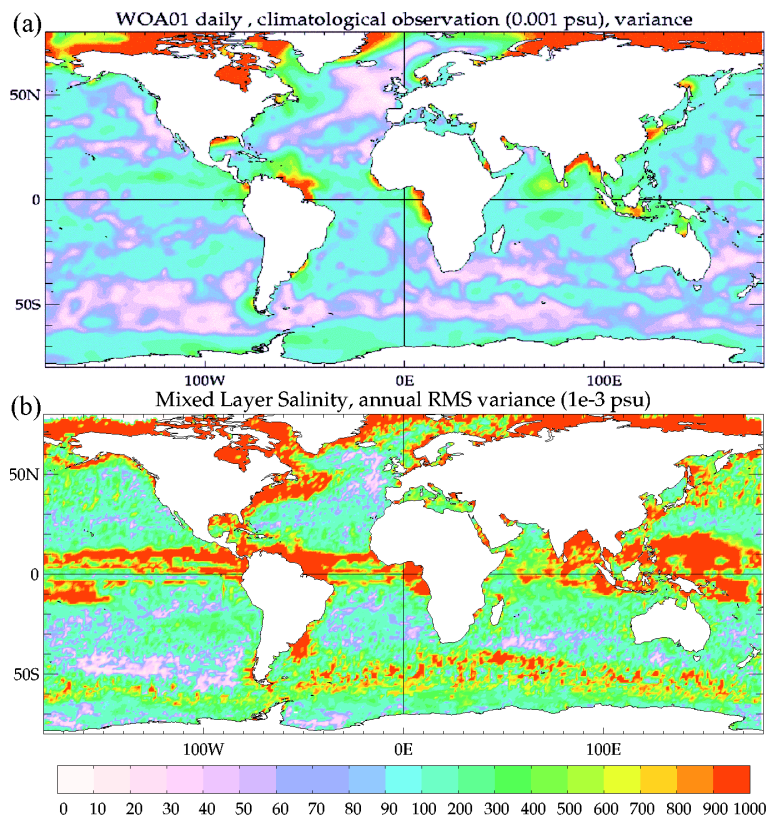 (a) WOA01 daily , climatological observation (0.001 psu), variance
50N
0
50S
100W 0E 100E
(b) Mixed Layer Salinity, annual RMS variance (1e-3 psu)
50N
0
50S
100W 0E 100E
0 10 20 30 40 50 60 70 80 90 100 200 300 400 500 600 700 800 900 1000